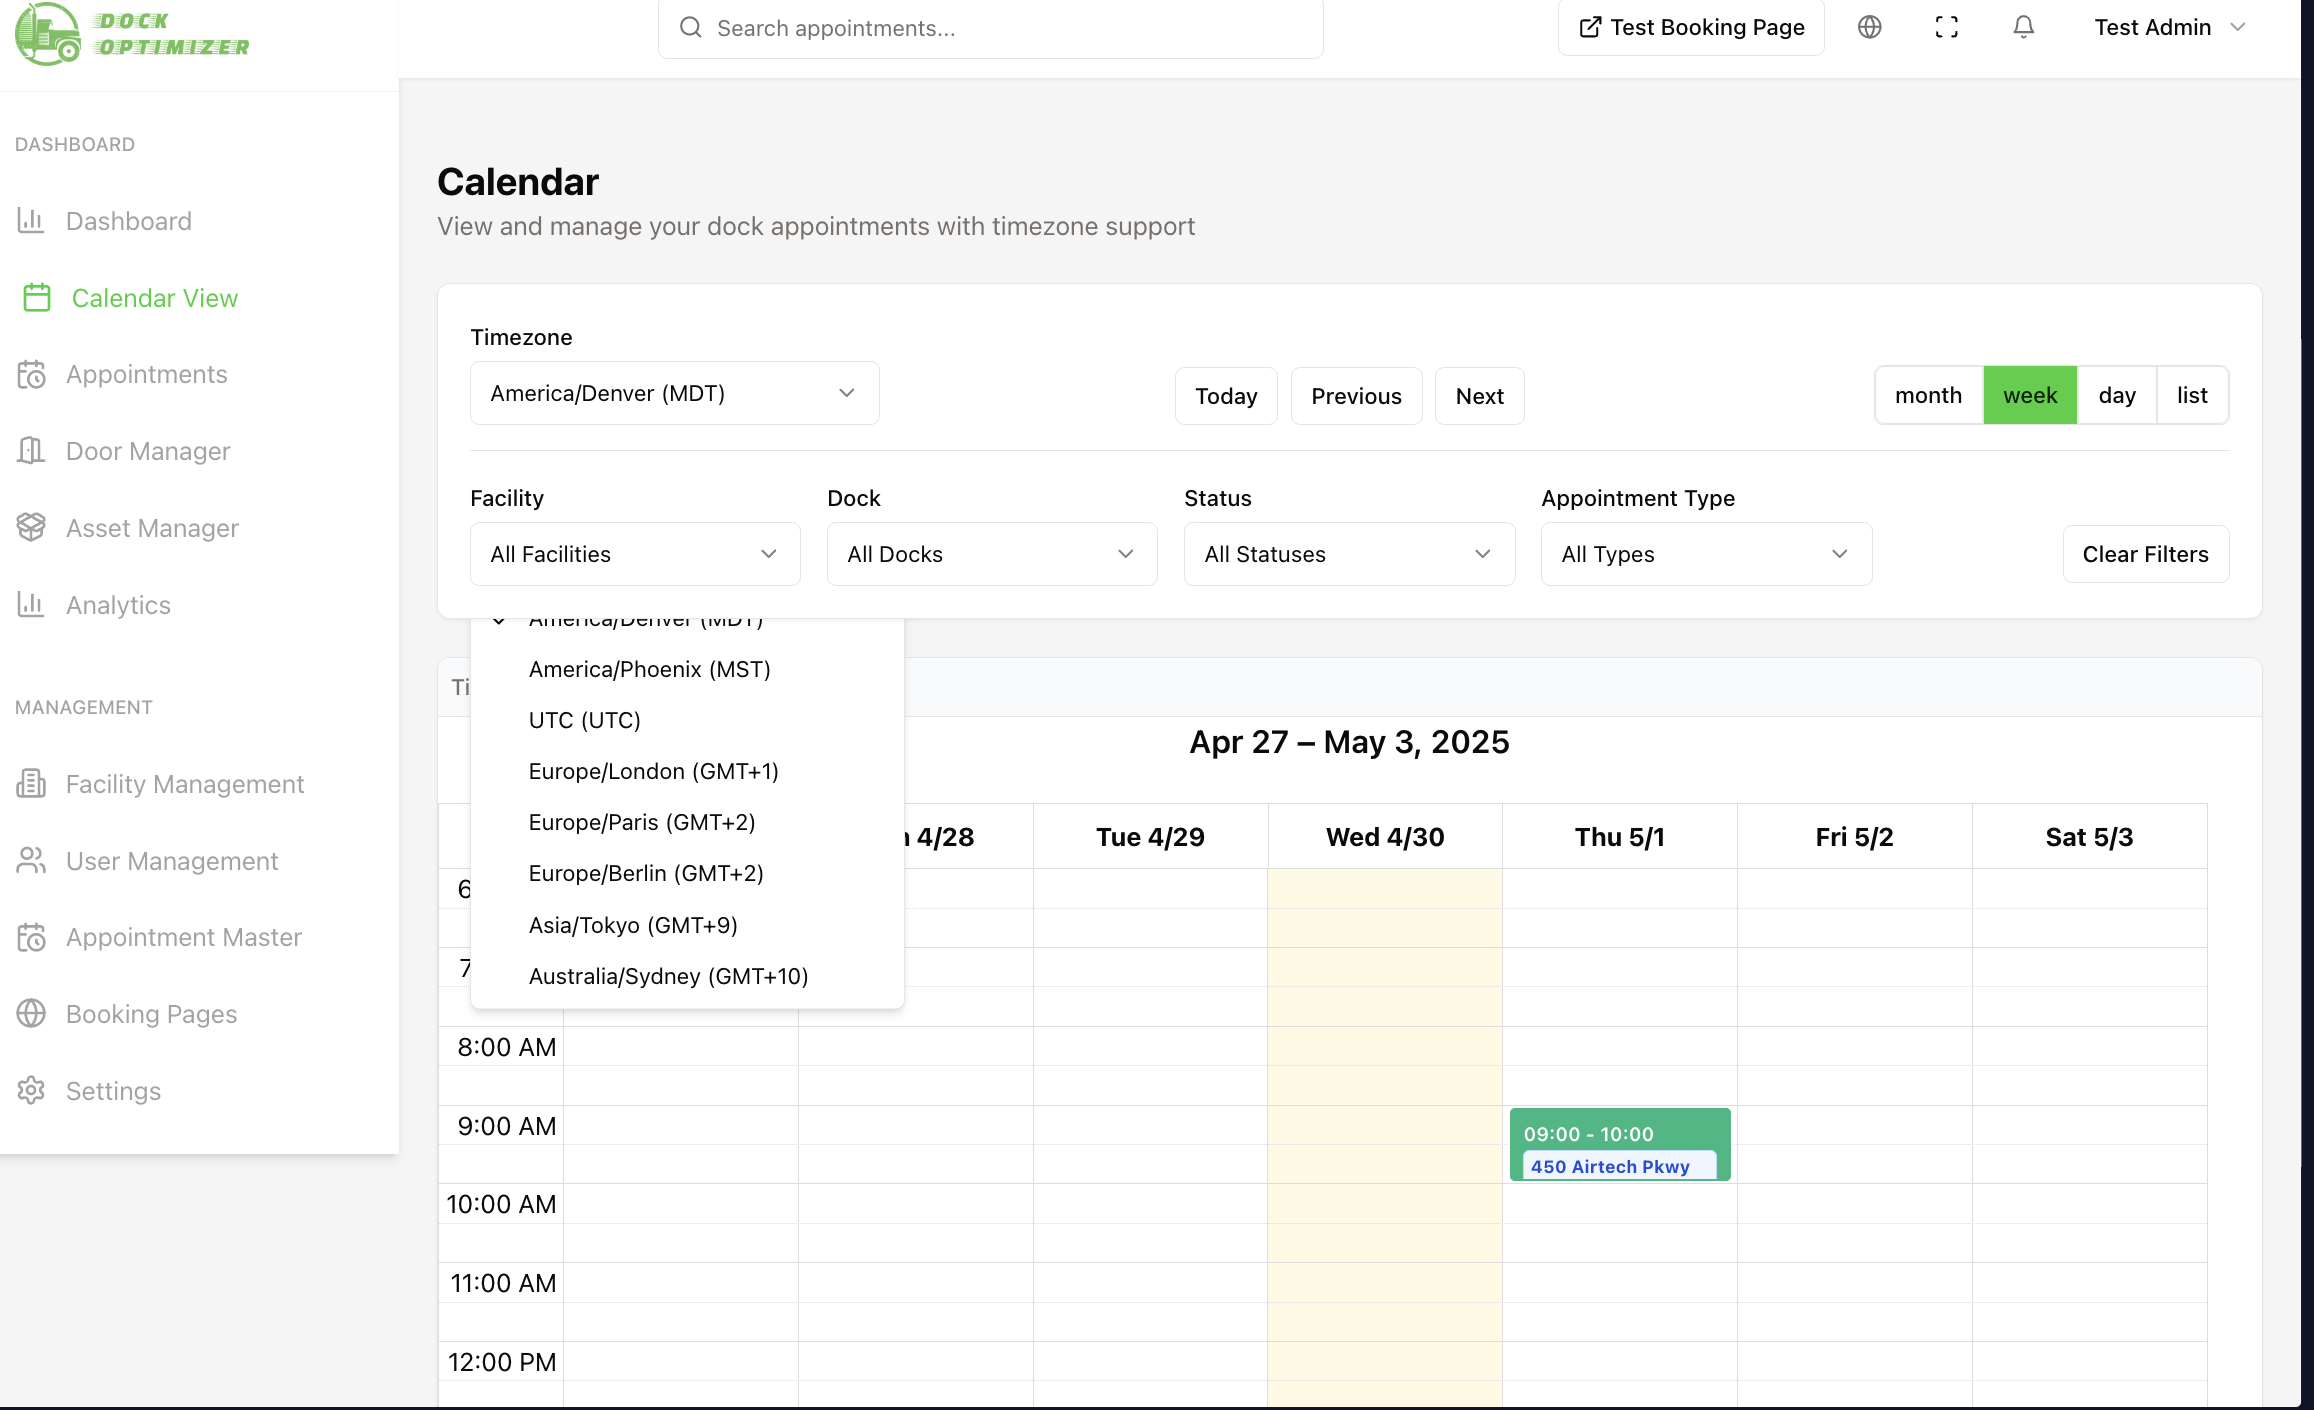 DOCK
OPTIMIZER
Search appointments...
Test Booking Page
Test Admin
DASHBOARD
Dashboard
Calendar View
Appointments
Door Manager
Asset Manager
Analytics
MANAGEMENT
Facility Management
User Management
Appointment Master
Booking Pages
Settings
Calendar
View and manage your dock appointments with timezone support
Timezone
America/Denver (MDT)
Today Previous Next
month week day list
Facility Dock Status Appointment Type
All Facilities All Docks All Statuses All Types Clear Filters
America/Denver (MDT)
America/Phoenix (MST)
UTC (UTC)
Europe/London (GMT+1)
Europe/Paris (GMT+2)
Europe/Berlin (GMT+2)
Asia/Tokyo (GMT+9)
Australia/Sydney (GMT+10)
Apr 27 – May 3, 2025
4/28 Tue 4/29 Wed 4/30 Thu 5/1 Fri 5/2 Sat 5/3
6
7
8:00 AM
9:00 AM
09:00 - 10:00
450 Airtech Pkwy
10:00 AM
11:00 AM
12:00 PM